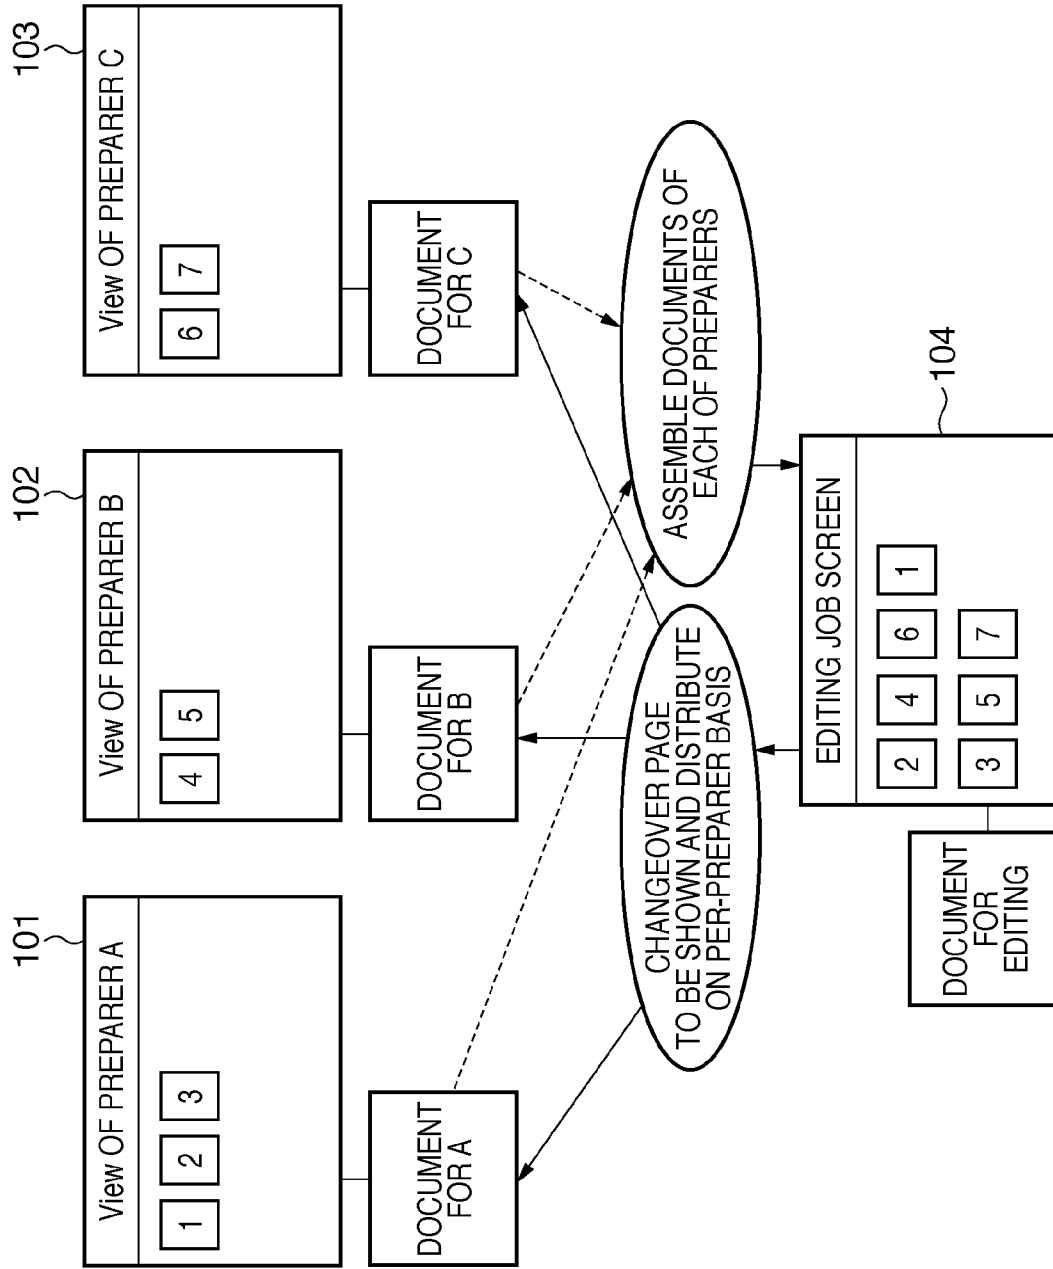 101
View OF PREPARER A
1 2 3
102
View OF PREPARER B
4 5
103
View OF PREPARER C
6 7
DOCUMENT
FOR A
DOCUMENT
FOR B
DOCUMENT
FOR C
CHANGEOVER PAGE
TO BE SHOWN AND DISTRIBUTE
ON PER-PREPARER BASIS
ASSEMBLE DOCUMENTS OF
EACH OF PREPARERS
104
EDITING JOB SCREEN
2 4 6 1
3 5 7
DOCUMENT
FOR
EDITING